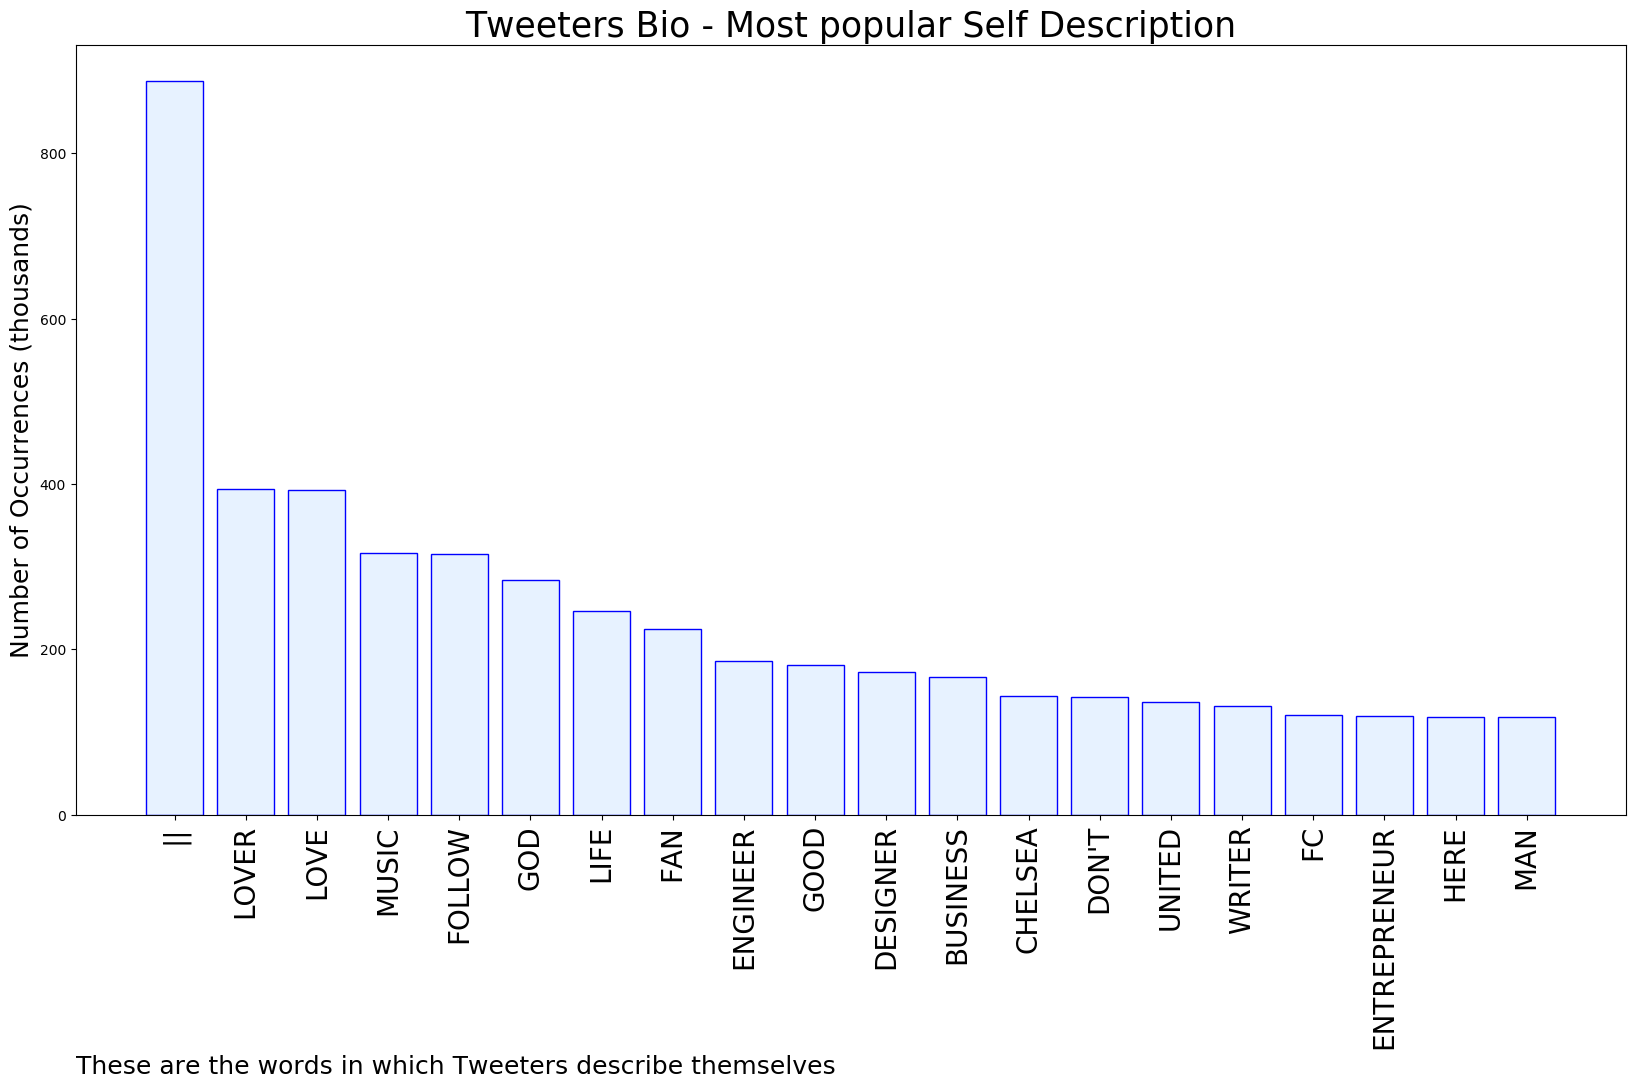 Tweeters Bio - Most popular Self Description
Number of Occurrences (thousands)
800
600
400
200
0
||
LOVER
LOVE
MUSIC
FOLLOW
GOD
LIFE
FAN
ENGINEER
GOOD
DESIGNER
BUSINESS
CHELSEA
DON'T
UNITED
WRITER
FC
ENTREPRENEUR
HERE
MAN
These are the words in which Tweeters describe themselves